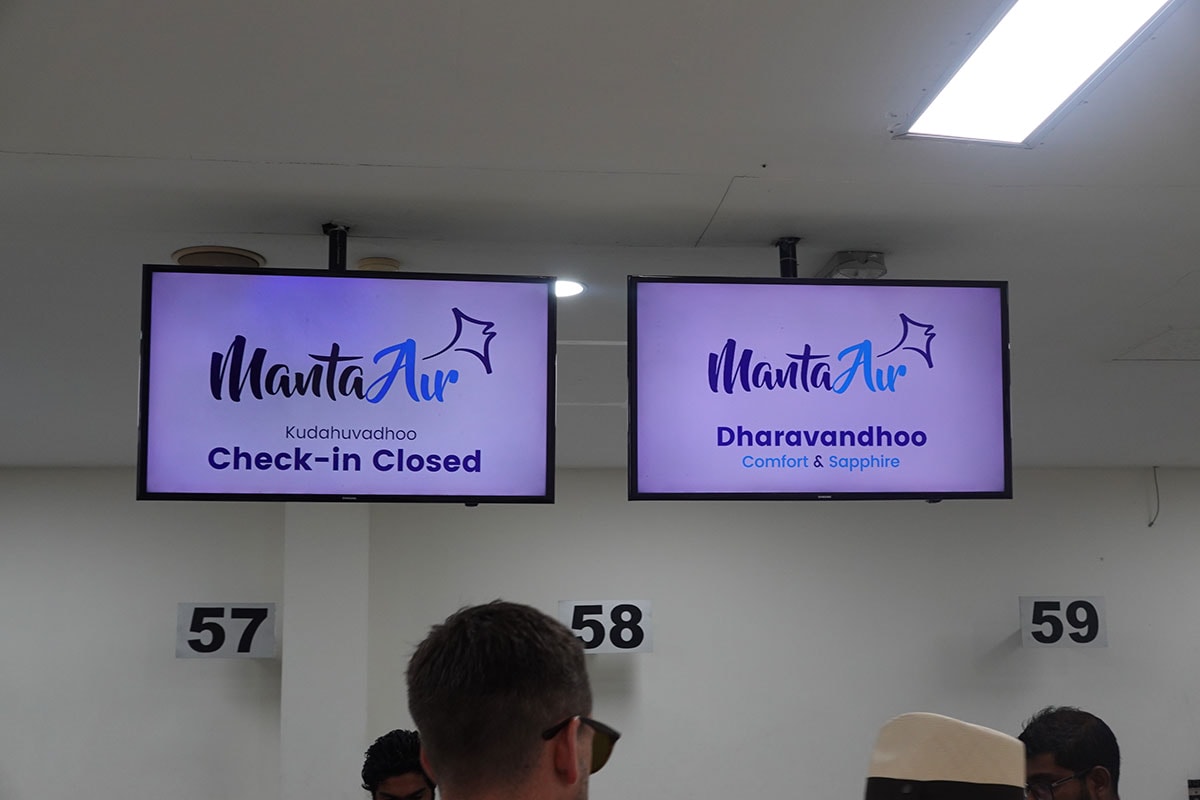 Manta Air
Kudahuvadhoo
Check-in Closed
Manta Air
Dharavandhoo
Comfort & Sapphire
57
58
59